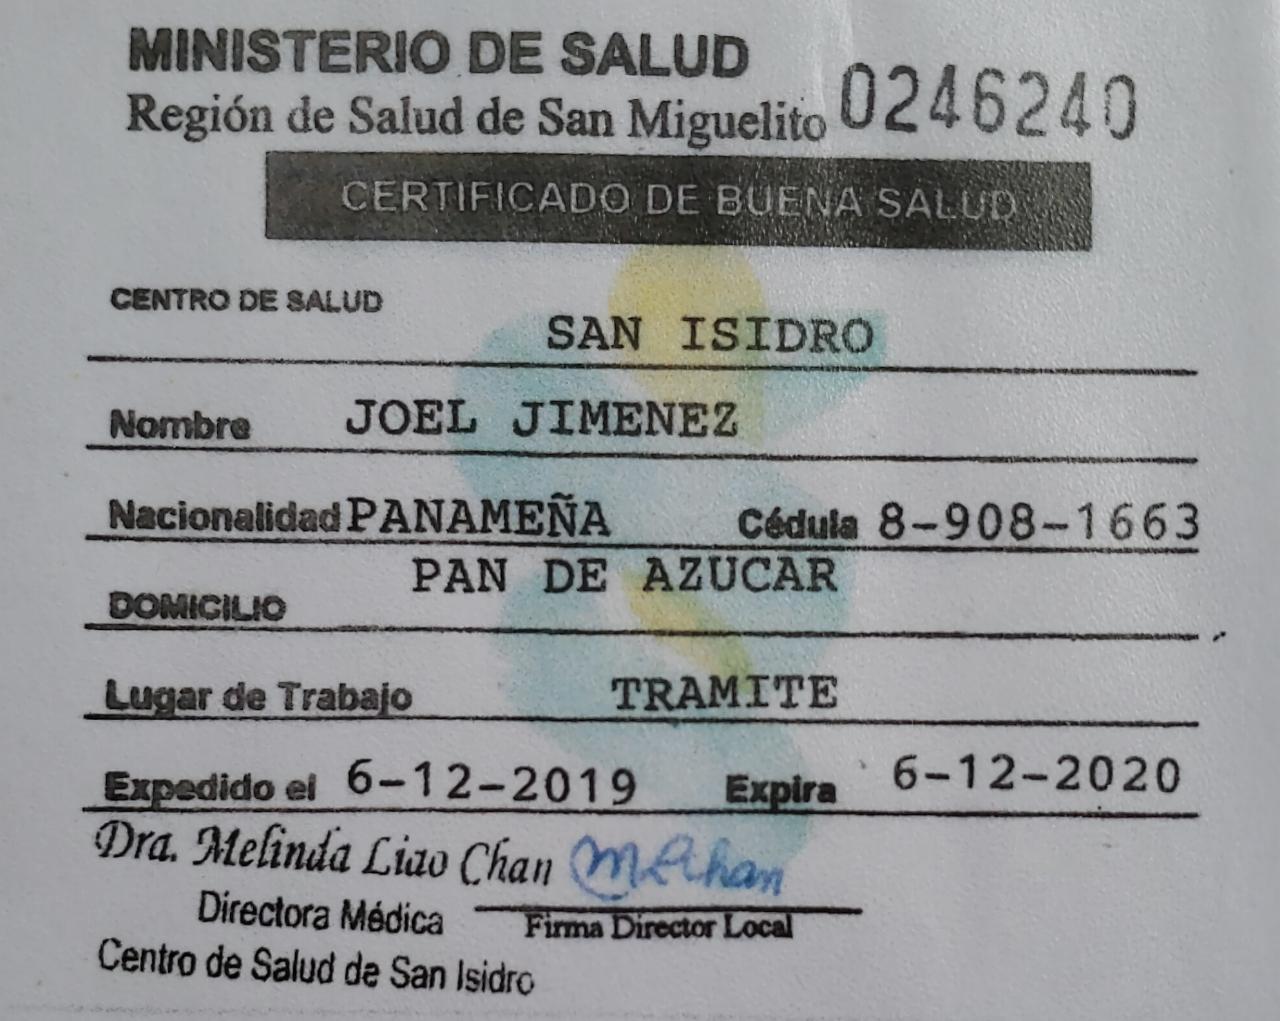 MINISTERIO DE SALUD
Región de Salud de San Miguelito 0246240
CERTIFICADO DE BUENA SALUD
CENTRO DE SALUD SAN ISIDRO
Nombre JOEL JIMENEZ
Nacionalidad PANAMEÑA Cédula 8-908-1663
DOMICILIO PAN DE AZUCAR
Lugar de Trabajo TRAMITE
Expedido el 6-12-2019 Expira 6-12-2020
Dra. Melinda Liao Chan MLChan
Directora Médica Firma Director Local
Centro de Salud de San Isidro